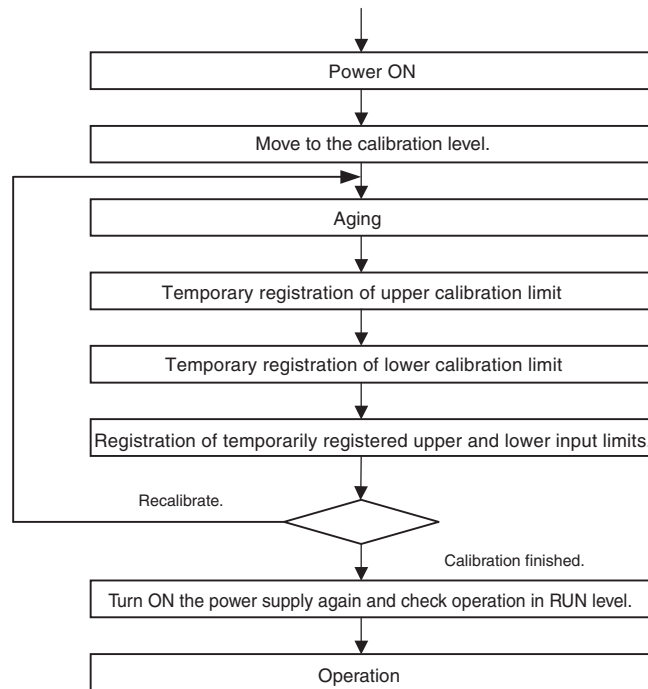 Power ON
Move to the calibration level.
Aging
Temporary registration of upper calibration limit
Temporary registration of lower calibration limit
Registration of temporarily registered upper and lower input limits.
Recalibrate.
Calibration finished.
Turn ON the power supply again and check operation in RUN level.
Operation